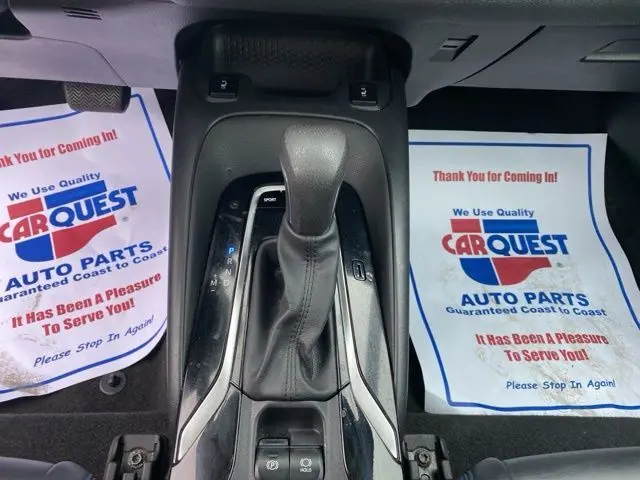 Thank You for Coming In!
We Use Quality
CARQUEST
AUTO PARTS
Guaranteed Coast to Coast
It Has Been A Pleasure
To Serve You!
Please Stop In Again!
SPORT
P
R
N
D
M
P
HOLD
Thank You for Coming In!
We Use Quality
CARQUEST
AUTO PARTS
Guaranteed Coast to Coast
It Has Been A Pleasure
To Serve You!
Please Stop In Again!